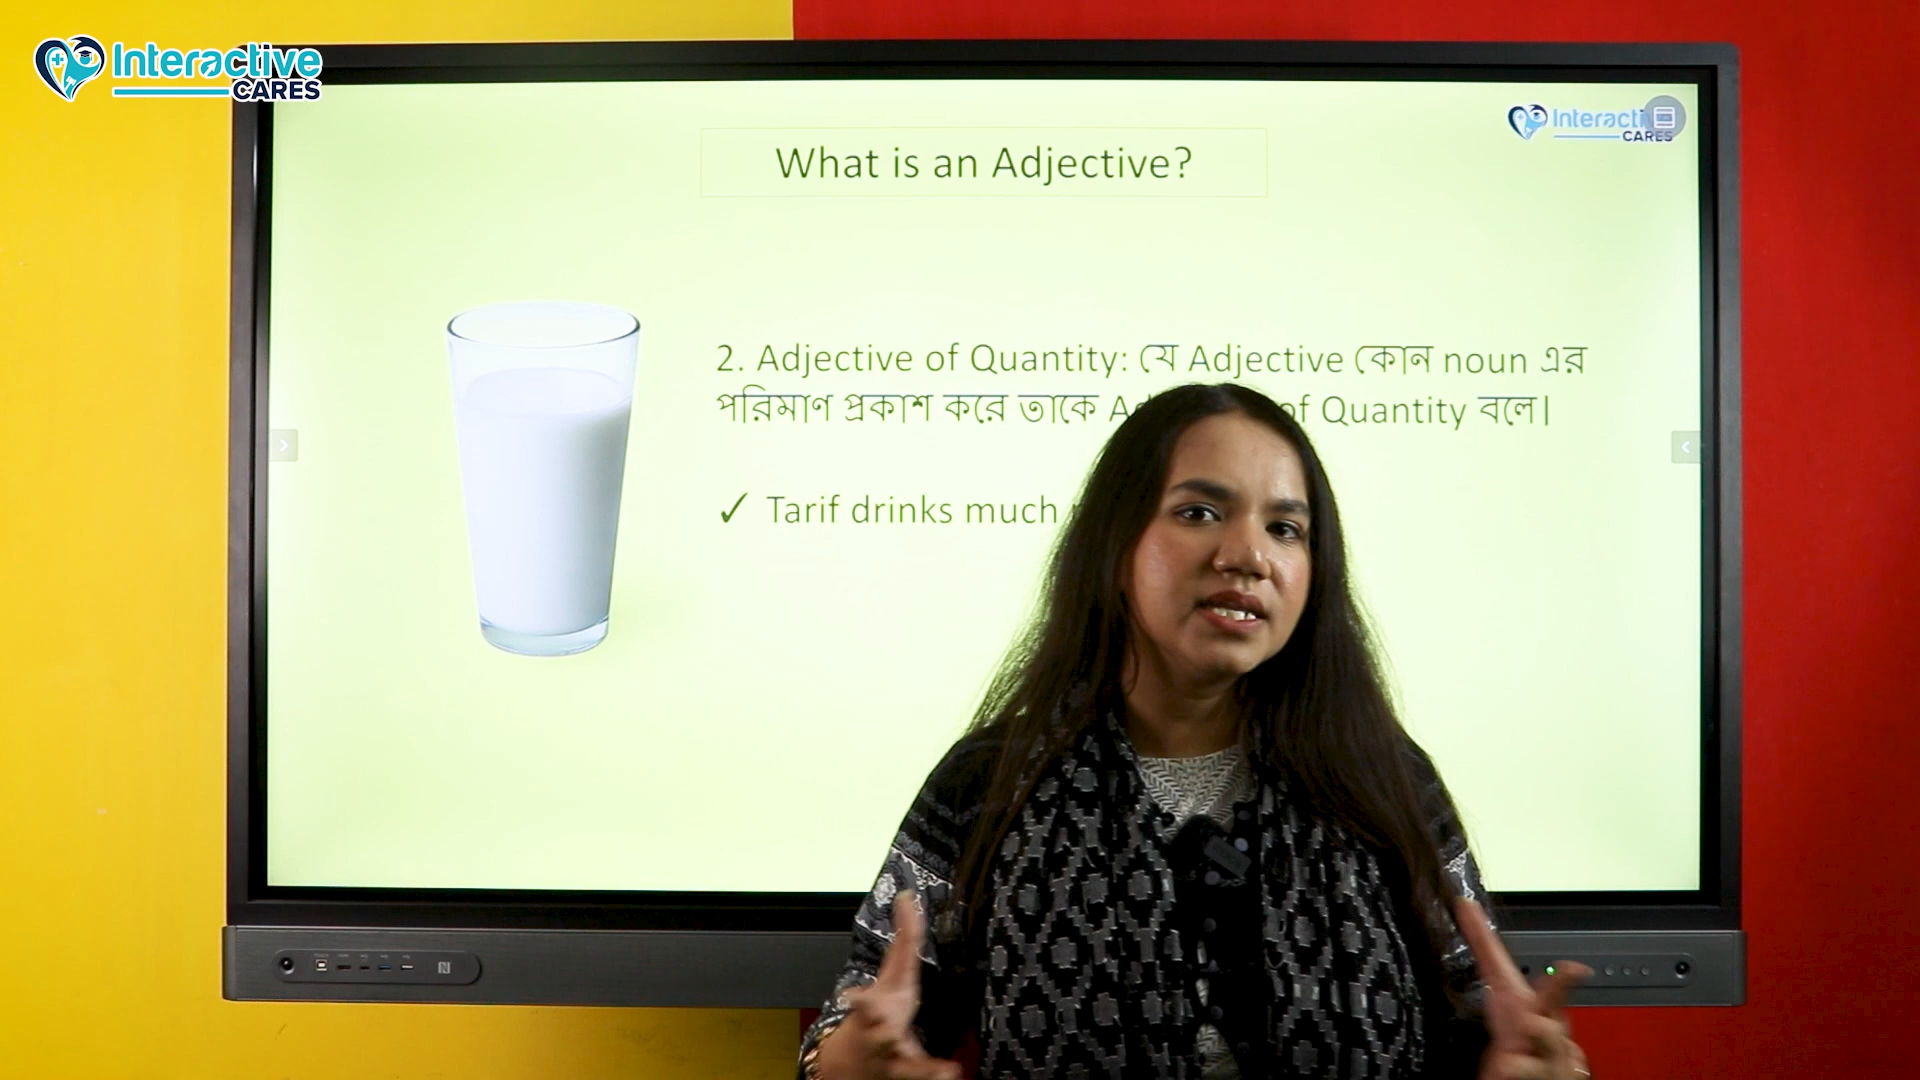 Interactive
CARES
Interacti
CARES
What is an Adjective?
2. Adjective of Quantity: যে Adjective কোন noun এর
পরিমাণ প্রকাশ করে তাকে of Quantity বলে।
✓ Tarif drinks much